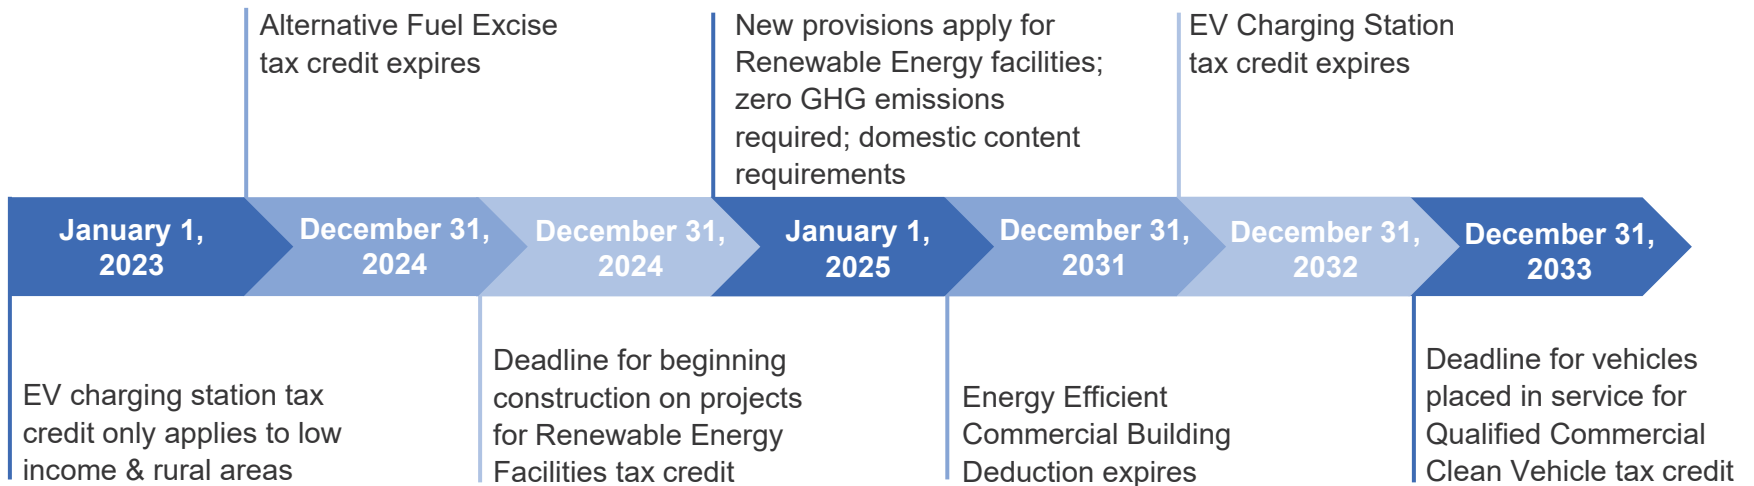 Alternative Fuel Excise
tax credit expires
New provisions apply for
Renewable Energy facilities;
zero GHG emissions
required; domestic content
requirements
EV Charging Station
tax credit expires
January 1,
2023
December 31,
2024
December 31,
2024
January 1,
2025
December 31,
2031
December 31,
2032
December 31,
2033
EV charging station tax
credit only applies to low
income & rural areas
Deadline for beginning
construction on projects
for Renewable Energy
Facilities tax credit
Energy Efficient
Commercial Building
Deduction expires
Deadline for vehicles
placed in service for
Qualified Commercial
Clean Vehicle tax credit